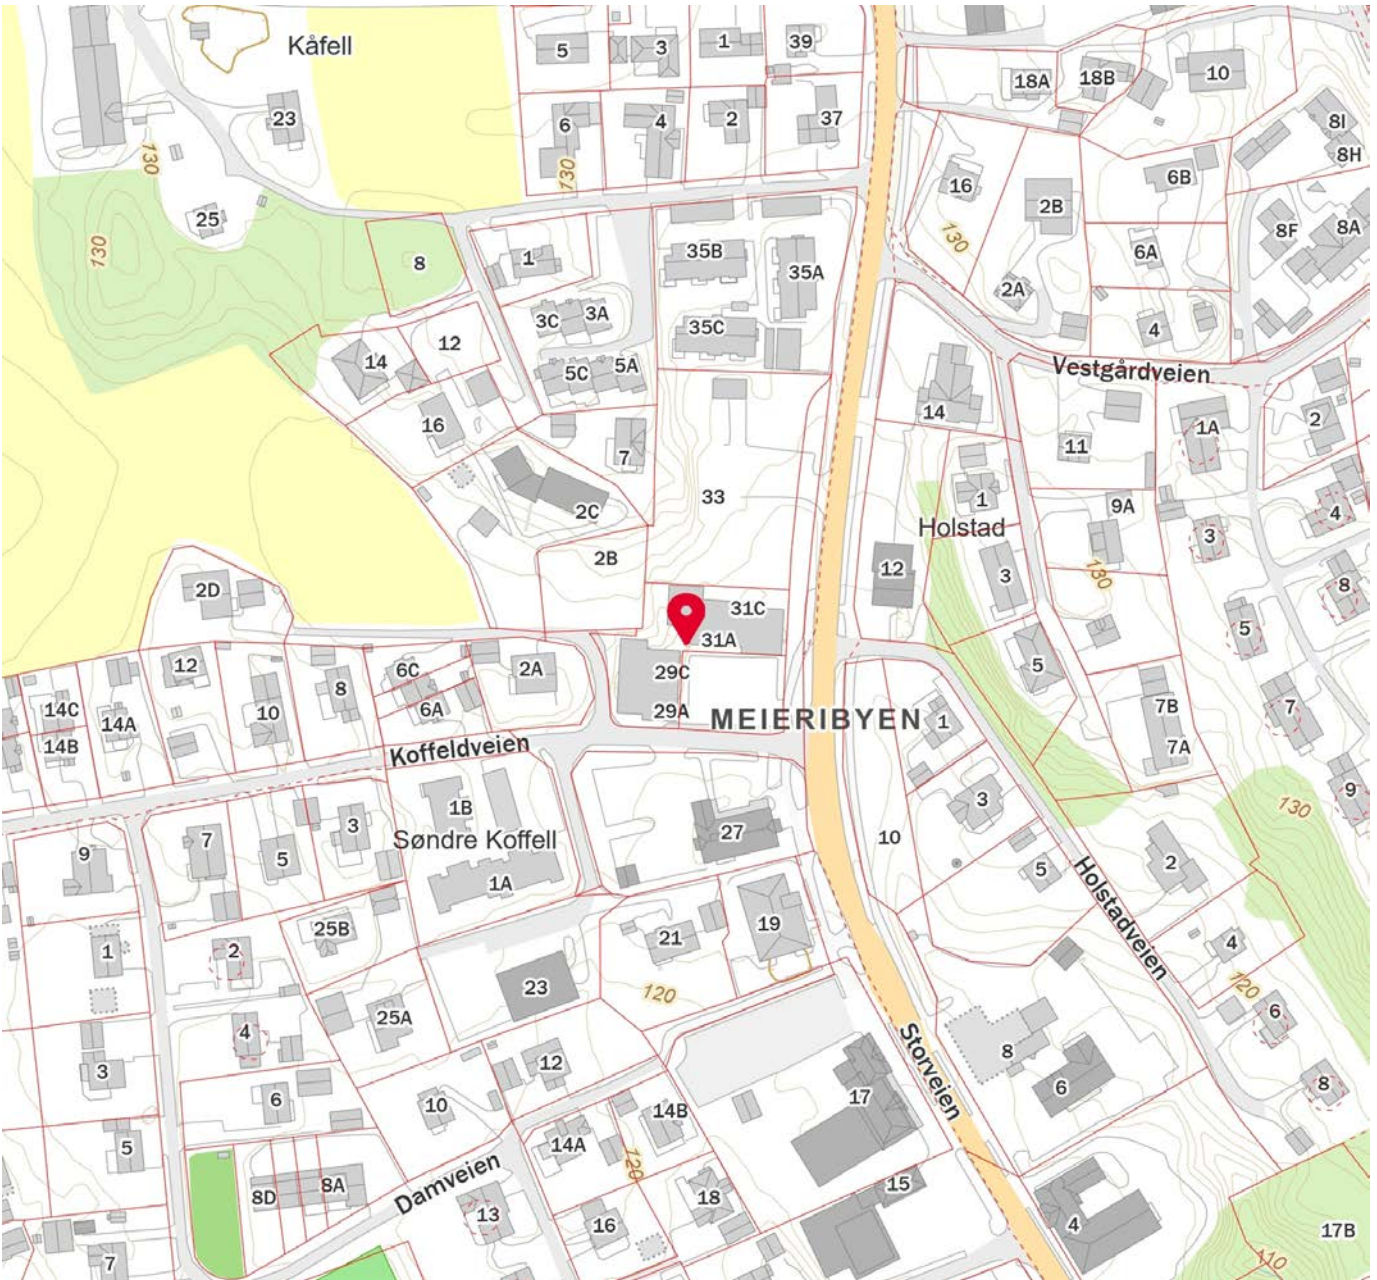 Kåfell
5
3
1
39
18A
18B
10
23
6
4
2
37
8I
8H
130
130
16
6B
25
2B
8F
8A
130
8
1
35B
35A
130
6A
2A
3C
3A
35C
4
12
14
5C
5A
Vestgårdveien
16
14
2
1A
7
11
33
1
9A
4
2C
Holstad
3
2B
12
3
130
8
2D
31C
31A
5
5
12
6C
2A
29C
8
14C
14A
10
6A
29A
MEIERIBYEN
1
7B
7
14B
Koffeldveien
7A
9
1B
3
130
7
3
27
10
Søndre Koffell
9
5
5
2
1A
Holstadveien
25B
21
19
1
2
4
23
120
120
25A
6
4
Storveien
8
12
3
6
8
17
6
10
14B
5
14A
120
Damveien
8D
8A
15
18
13
16
4
17B
7
110